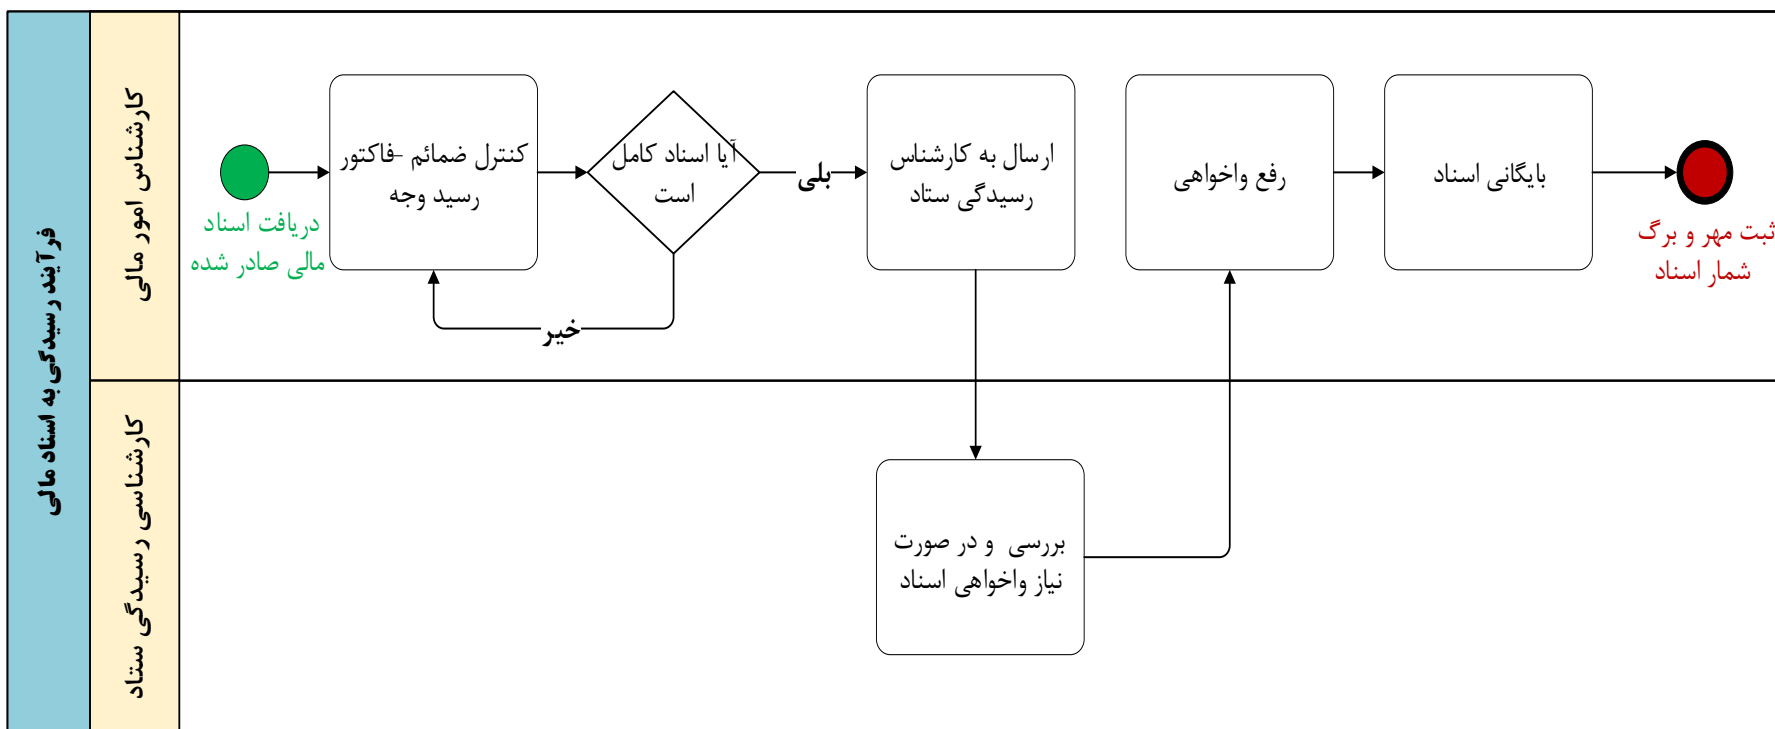 فرآیند رسیدگی به اسناد مالی
کارشناس امور مالی
دریافت اسناد
مالی صادر شده
کنترل ضمائم -فاکتور
رسید وجه
آیا اسناد کامل
است
بلی
خیر
ارسال به کارشناس
رسیدگی ستاد
رفع واخواهی
بایگانی اسناد
ثبت مهر و برگ
شمار اسناد
کارشناسی رسیدگی ستاد
بررسی و در صورت
نیاز واخواهی اسناد